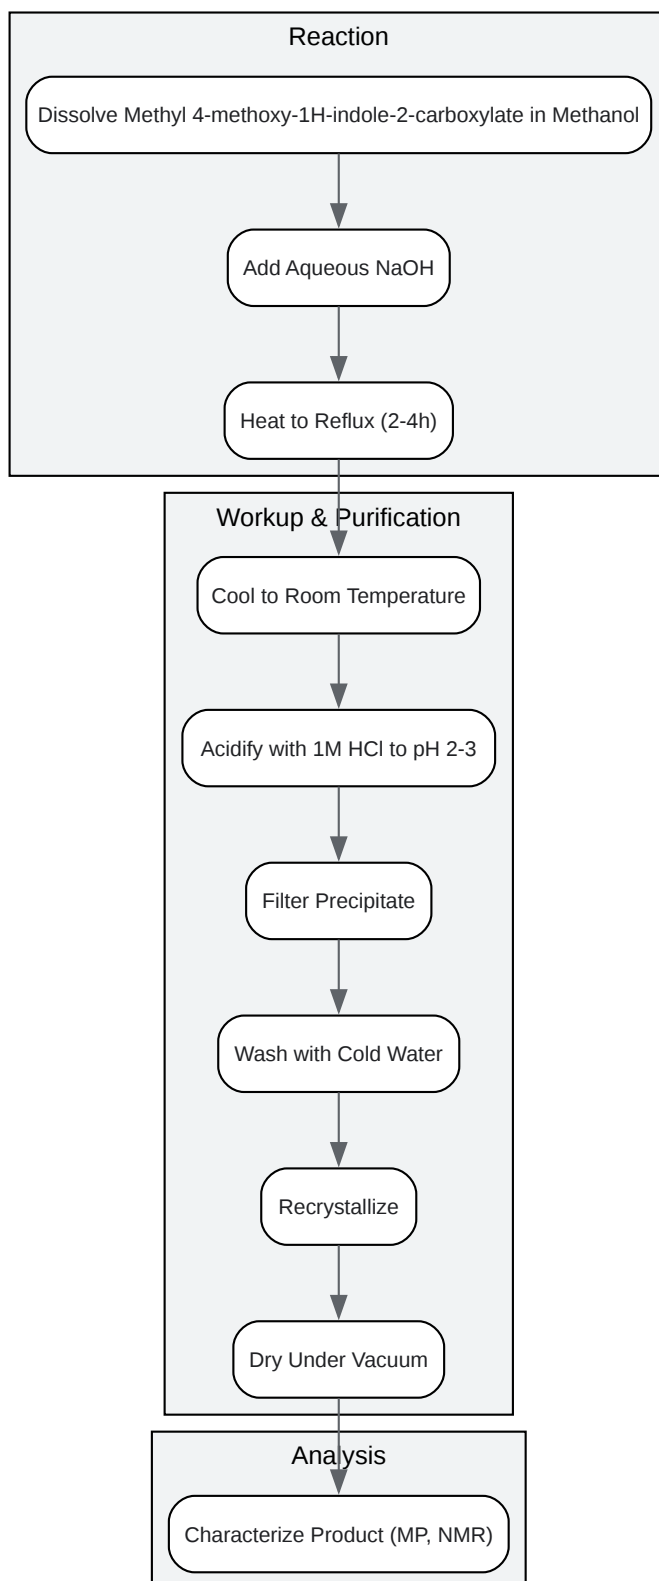 Reaction
Dissolve Methyl 4-methoxy-1H-indole-2-carboxylate in Methanol
Add Aqueous NaOH
Heat to Reflux (2-4h)
Workup & Purification
Cool to Room Temperature
Acidify with 1M HCl to pH 2-3
Filter Precipitate
Wash with Cold Water
Recrystallize
Dry Under Vacuum
Analysis
Characterize Product (MP, NMR)